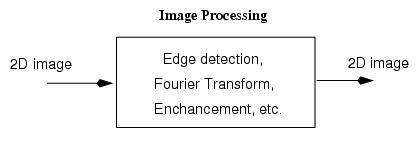 Image Processing
2D image
Edge detection,
Fourier Transform,
Enchancement, etc.
2D image